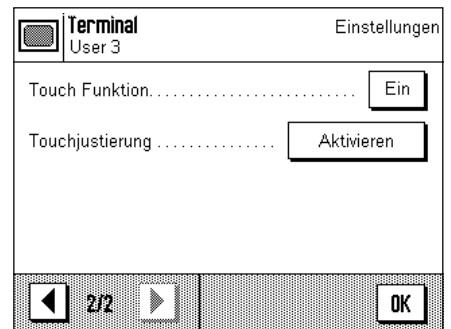 Terminal
Einstellungen
User 3
Touch Funktion.......................... Ein
Touchjustierung ............... Aktivieren
2/2
OK